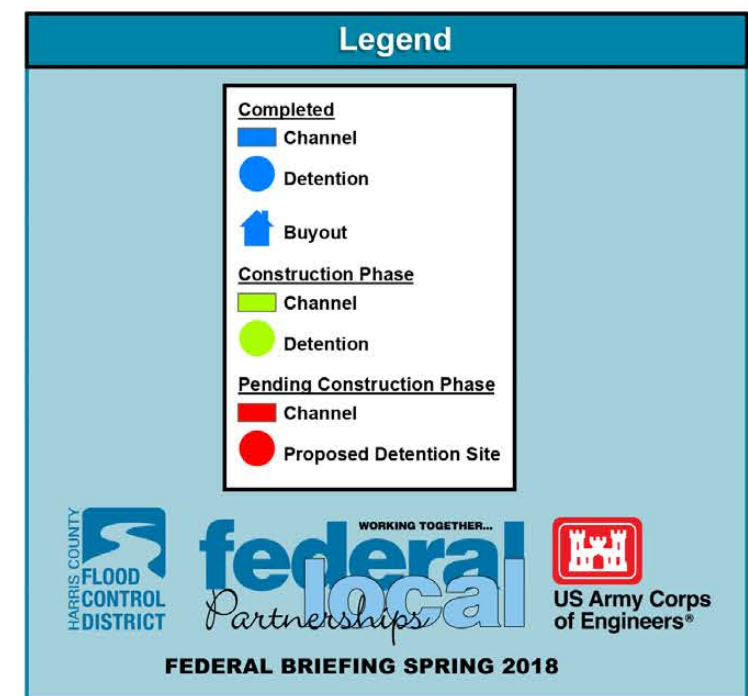 Legend
Completed
Channel
Detention
Buyout
Construction Phase
Channel
Detention
Pending Construction Phase
Channel
Proposed Detention Site
HARRIS COUNTY
FLOOD
CONTROL
DISTRICT
WORKING TOGETHER...
federal
local
Partnerships
US Army Corps
of Engineers®
FEDERAL BRIEFING SPRING 2018